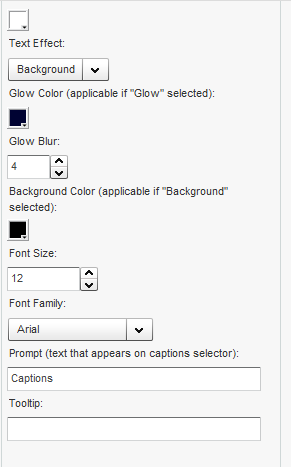 Text Effect:
Background
Glow Color (applicable if "Glow" selected):
Glow Blur:
4
Background Color (applicable if "Background"
selected):
Font Size:
12
Font Family:
Arial
Prompt (text that appears on captions selector):
Captions
Tooltip: